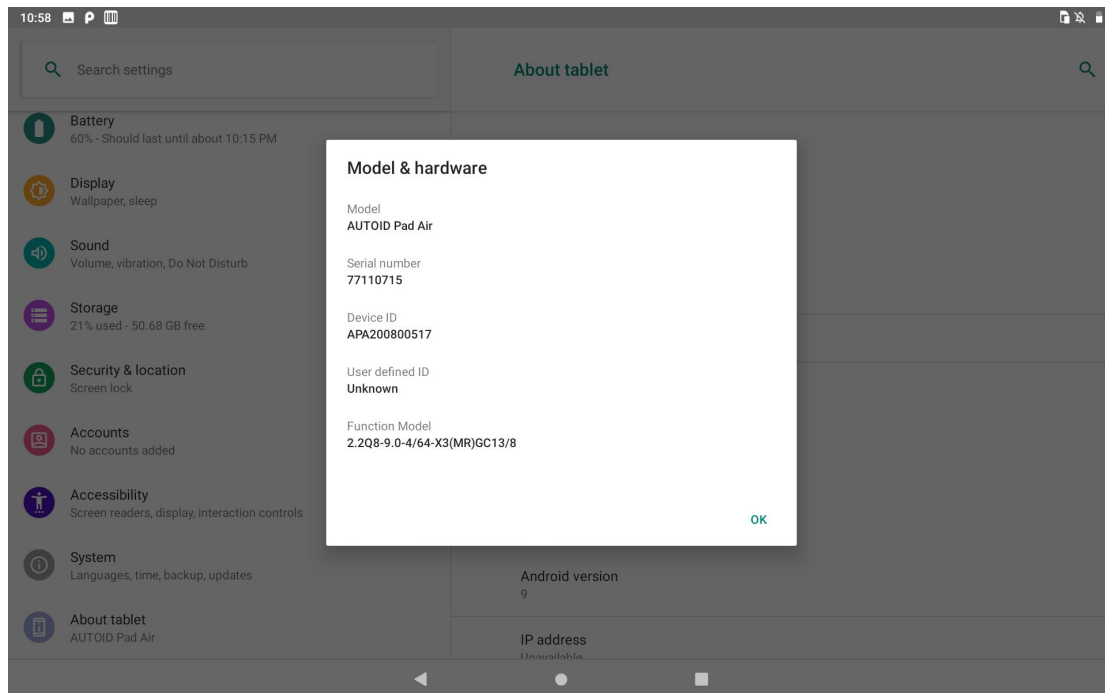 10:58
Search settings
About tablet
Battery
60% - Should last until about 10:15 PM
Display
Wallpaper, sleep
Sound
Volume, vibration, Do Not Disturb
Storage
21% used - 50.68 GB free
Security & location
Screen lock
Accounts
No accounts added
Accessibility
Screen readers, display, interaction controls
System
Languages, time, backup, updates
About tablet
AUTOID Pad Air
Model & hardware
Model
AUTOID Pad Air
Serial number
77110715
Device ID
APA200800517
User defined ID
Unknown
Function Model
2.2Q8-9.0-4/64-X3(MR)GC13/8
OK
Android version
9
IP address
Unavailable